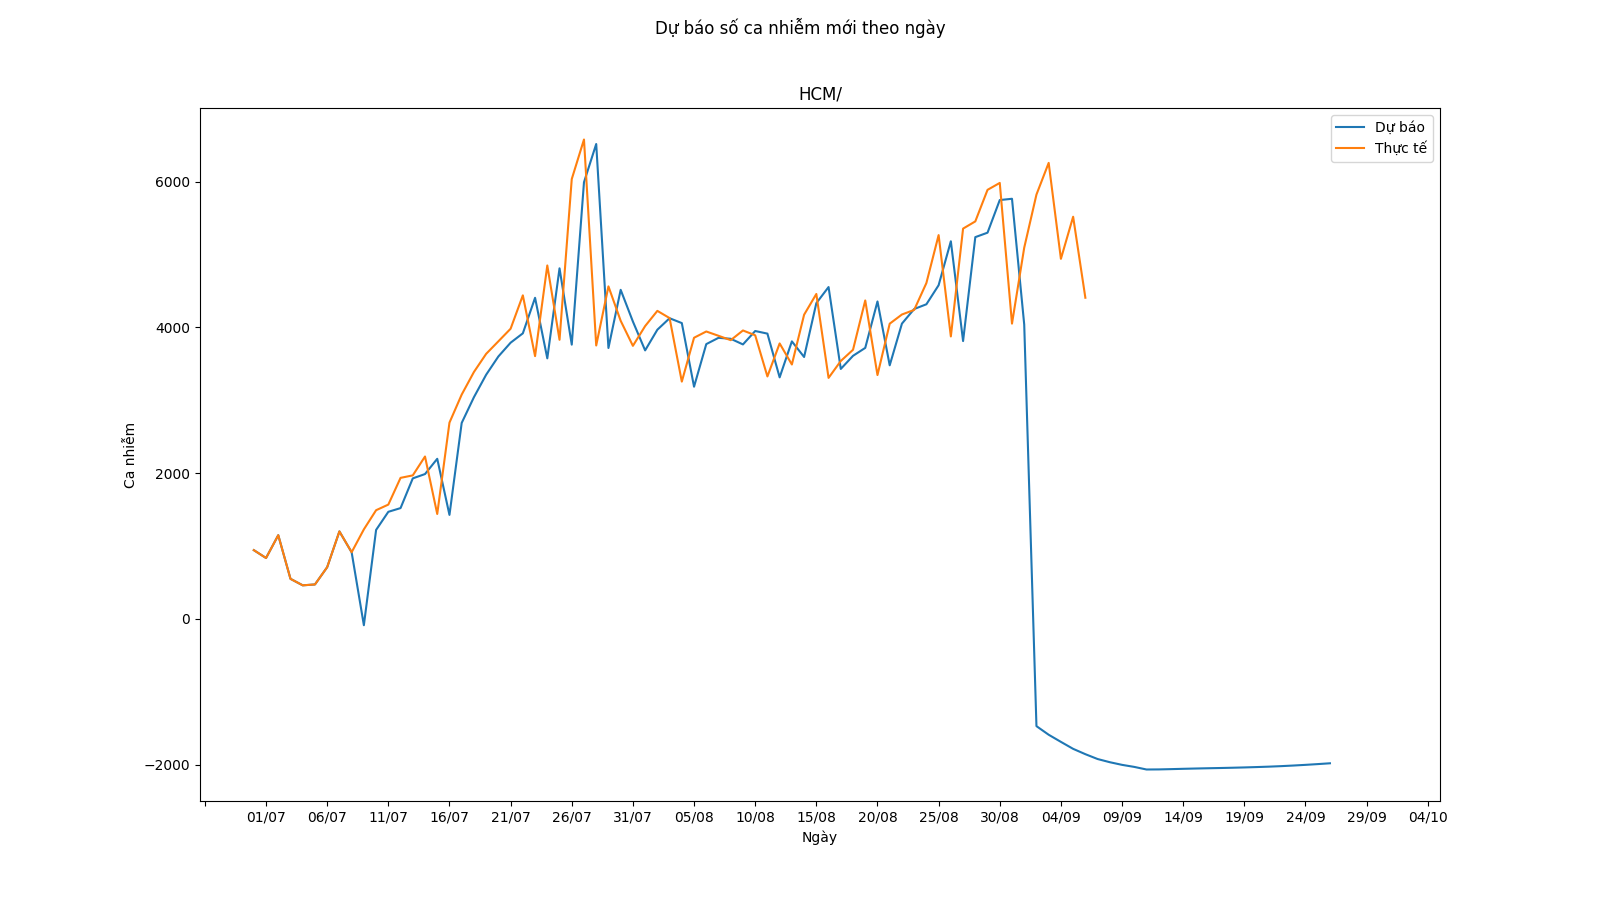 Dự báo số ca nhiễm mới theo ngày
HCM/
Dự báo
Thực tế
6000
4000
2000
0
−2000
Ca nhiễm
01/07 06/07 11/07 16/07 21/07 26/07 31/07 05/08 10/08 15/08 20/08 25/08 30/08 04/09 09/09 14/09 19/09 24/09 29/09 04/10
Ngày